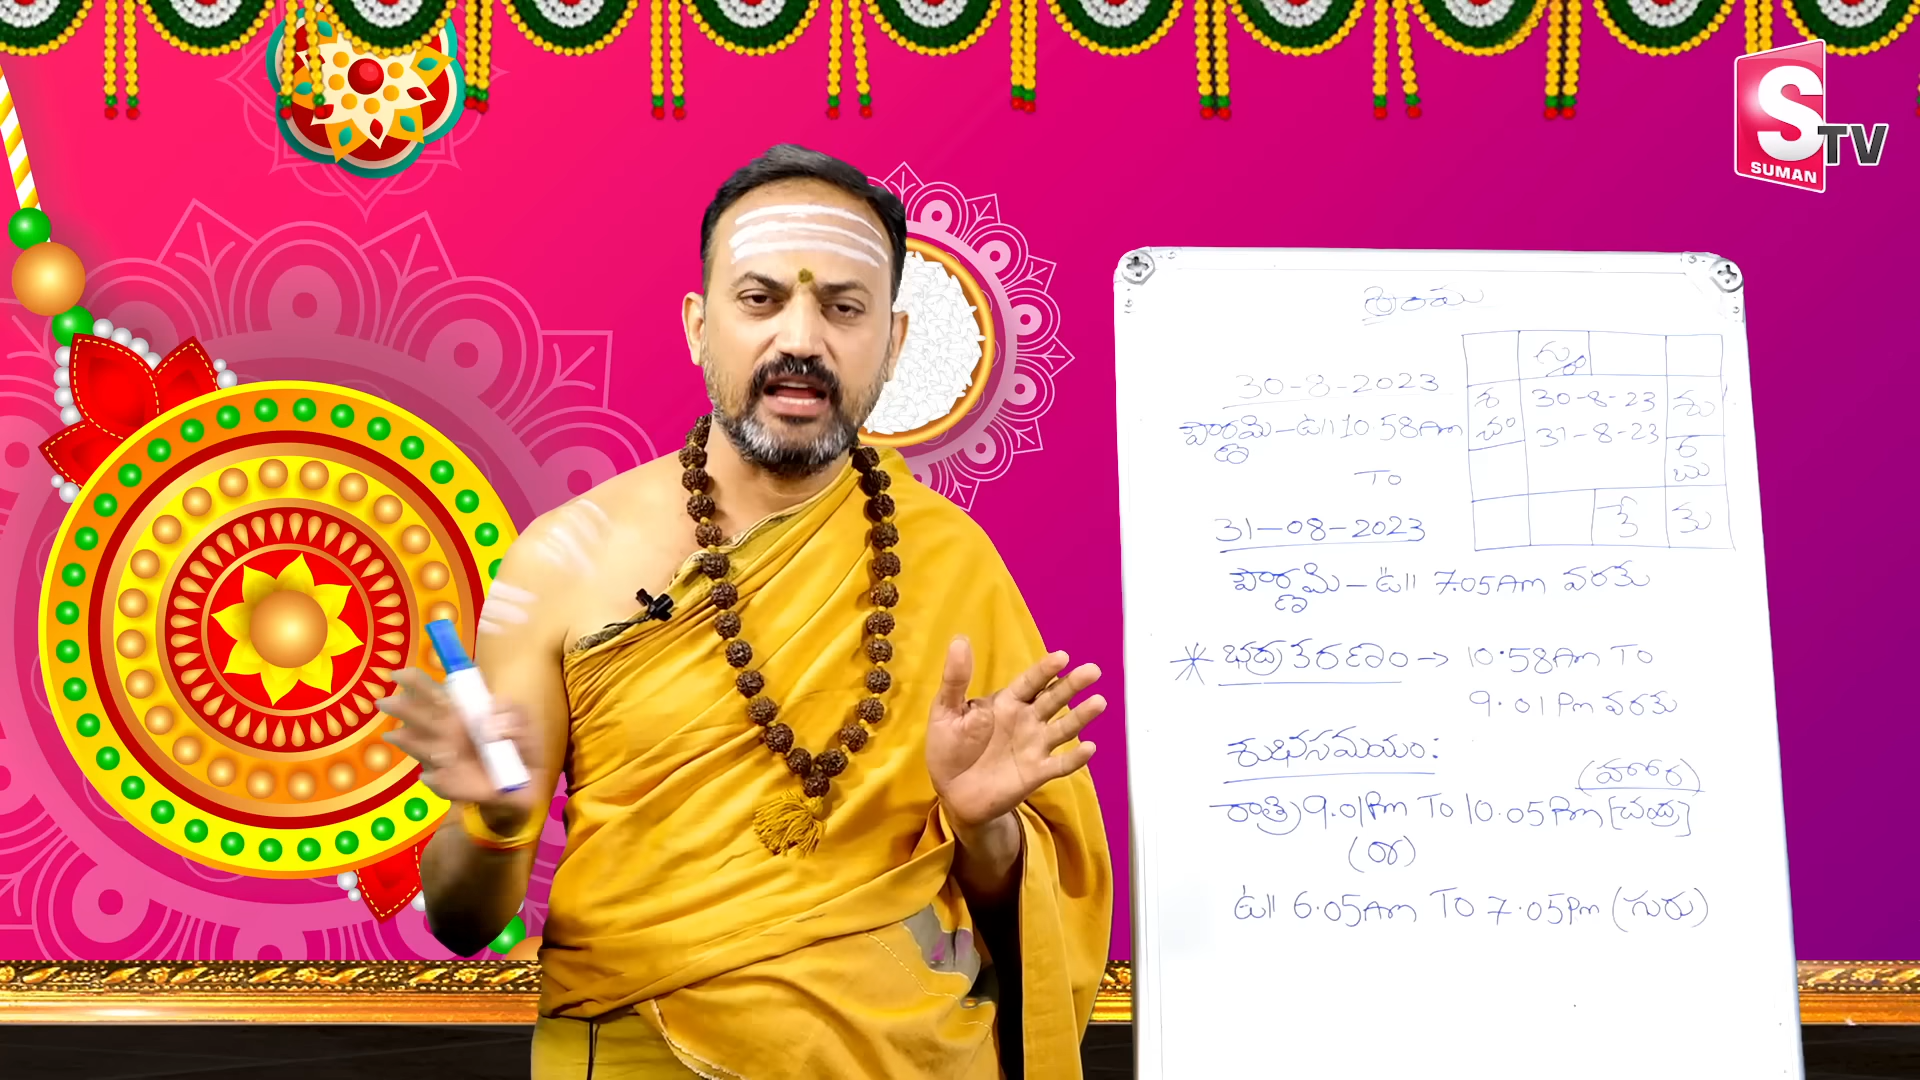 S
TV
SUMAN
శ్రీరామ
30-8-2023
పౌర్ణమి - ఉ॥ 10.58Am
To
31-08-2023
పౌర్ణమి - ఉ॥ 7.05Am వరకు
* భద్రకరణం → 10.58Am To
9.01Pm వరకు
శుభసమయం:
(హోర)
రాత్రి 9.01Pm To 10.05Pm [చంద్ర]
(లేదా)
ఉ॥ 6.05Am To 7.05Pm (గురు)
శ 30-8-23 శు
చం 31-8-23 ర
బు
కే కు